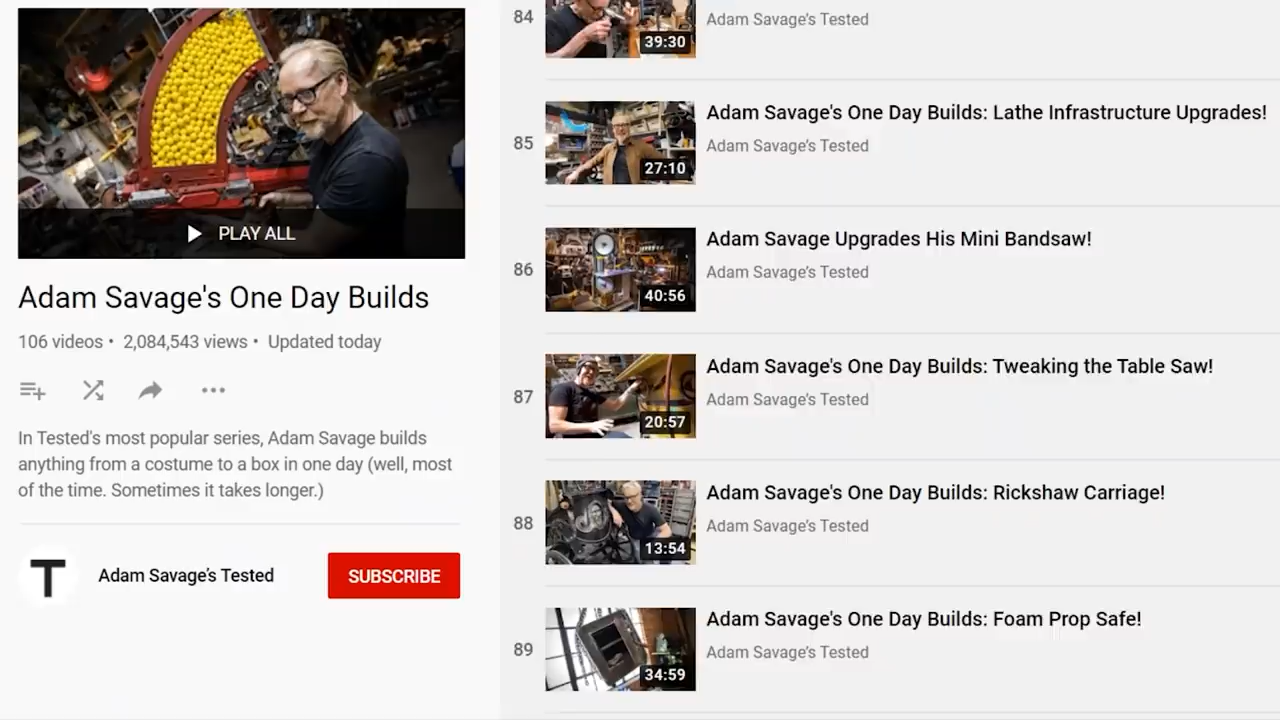 PLAY ALL
Adam Savage's One Day Builds
106 videos • 2,084,543 views • Updated today
In Tested's most popular series, Adam Savage builds
anything from a costume to a box in one day (well, most
of the time. Sometimes it takes longer.)
T
Adam Savage’s Tested
SUBSCRIBE
84
39:30
Adam Savage’s Tested
85
27:10
Adam Savage's One Day Builds: Lathe Infrastructure Upgrades!
Adam Savage’s Tested
86
40:56
Adam Savage Upgrades His Mini Bandsaw!
Adam Savage’s Tested
87
20:57
Adam Savage's One Day Builds: Tweaking the Table Saw!
Adam Savage’s Tested
88
13:54
Adam Savage's One Day Builds: Rickshaw Carriage!
Adam Savage’s Tested
89
34:59
Adam Savage's One Day Builds: Foam Prop Safe!
Adam Savage’s Tested